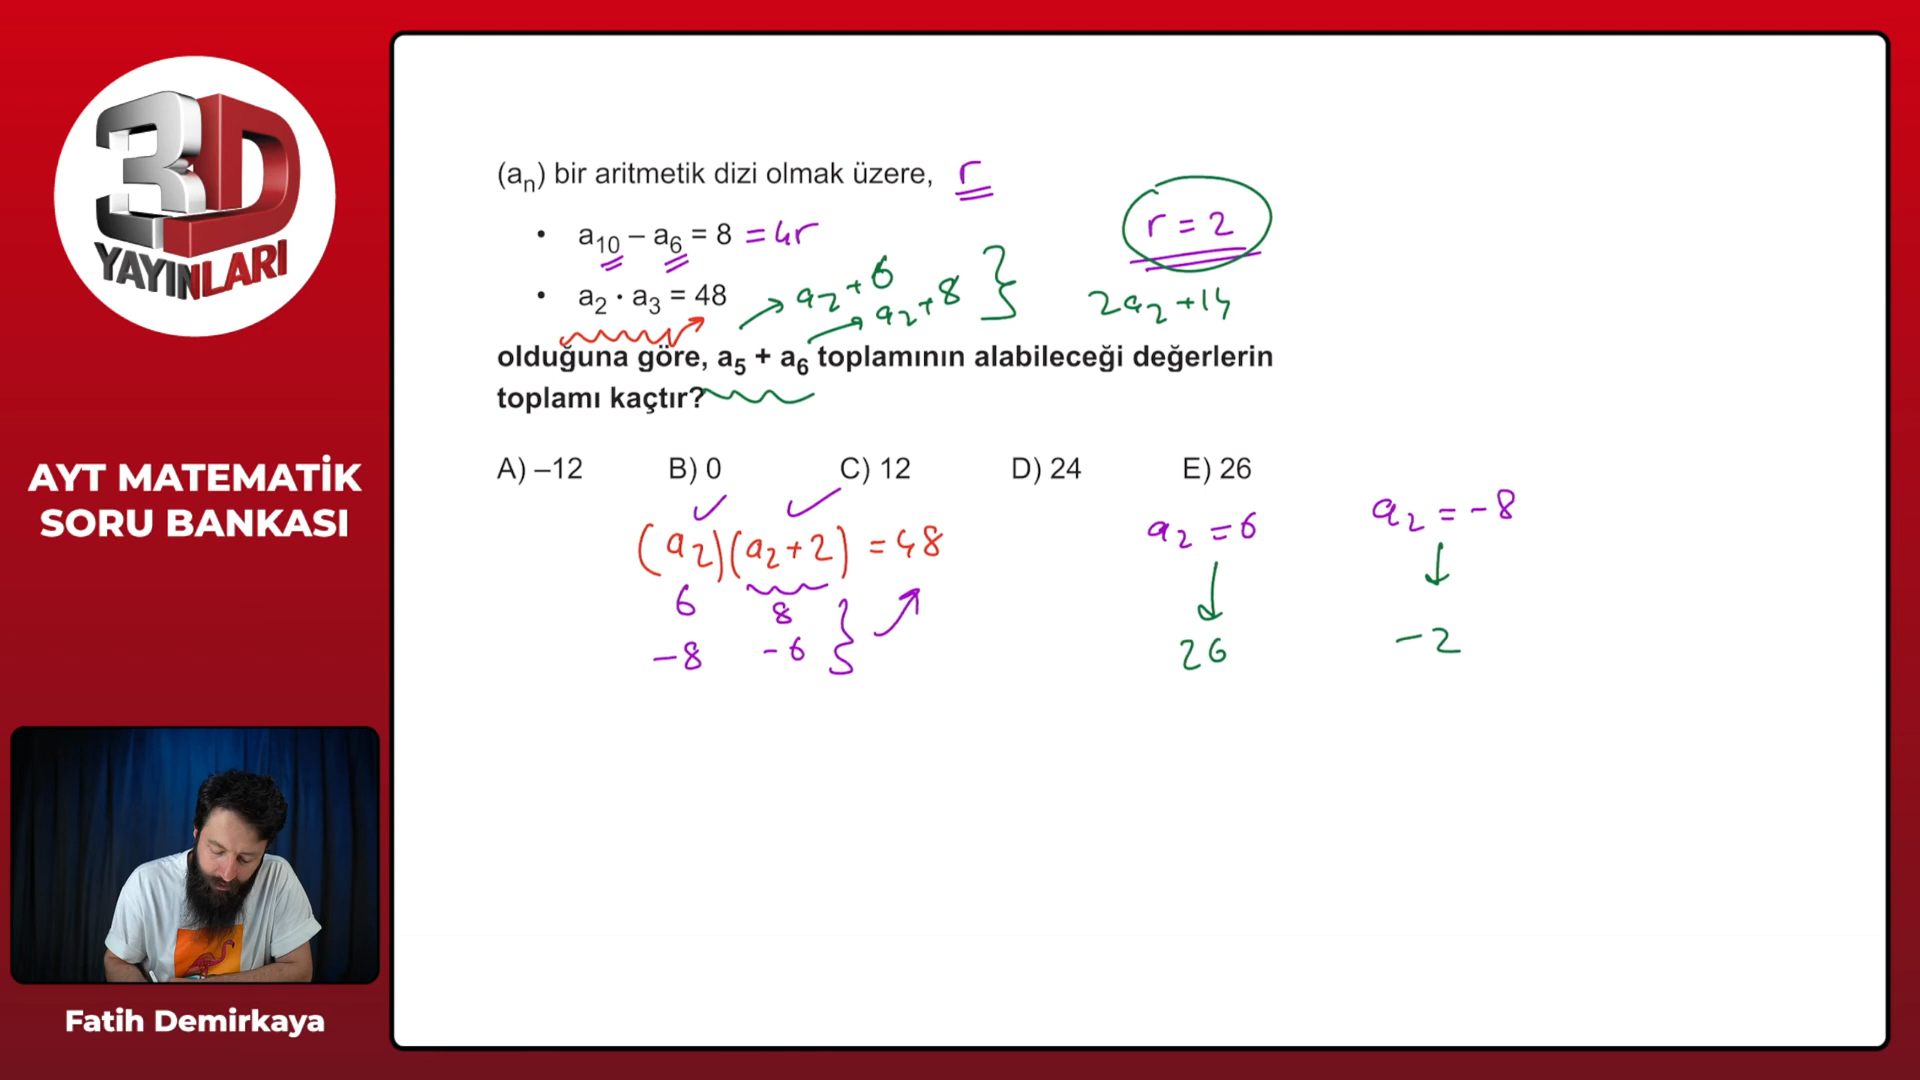 3D
YAYINLARI
AYT MATEMATİK
SORU BANKASI
Fatih Demirkaya
(aₙ) bir aritmetik dizi olmak üzere, r
• a₁₀ – a₆ = 8 = 4r
r = 2
• a₂ · a₃ = 48
a₂ + 6
a₂ + 8
2a₂ + 14
olduğuna göre, a₅ + a₆ toplamının alabileceği değerlerin
toplamı kaçtır?
A) –12 B) 0 C) 12 D) 24 E) 26
(a₂)(a₂+2) = 48
6 8
-8 -6
a₂ = 6
26
a₂ = -8
-2